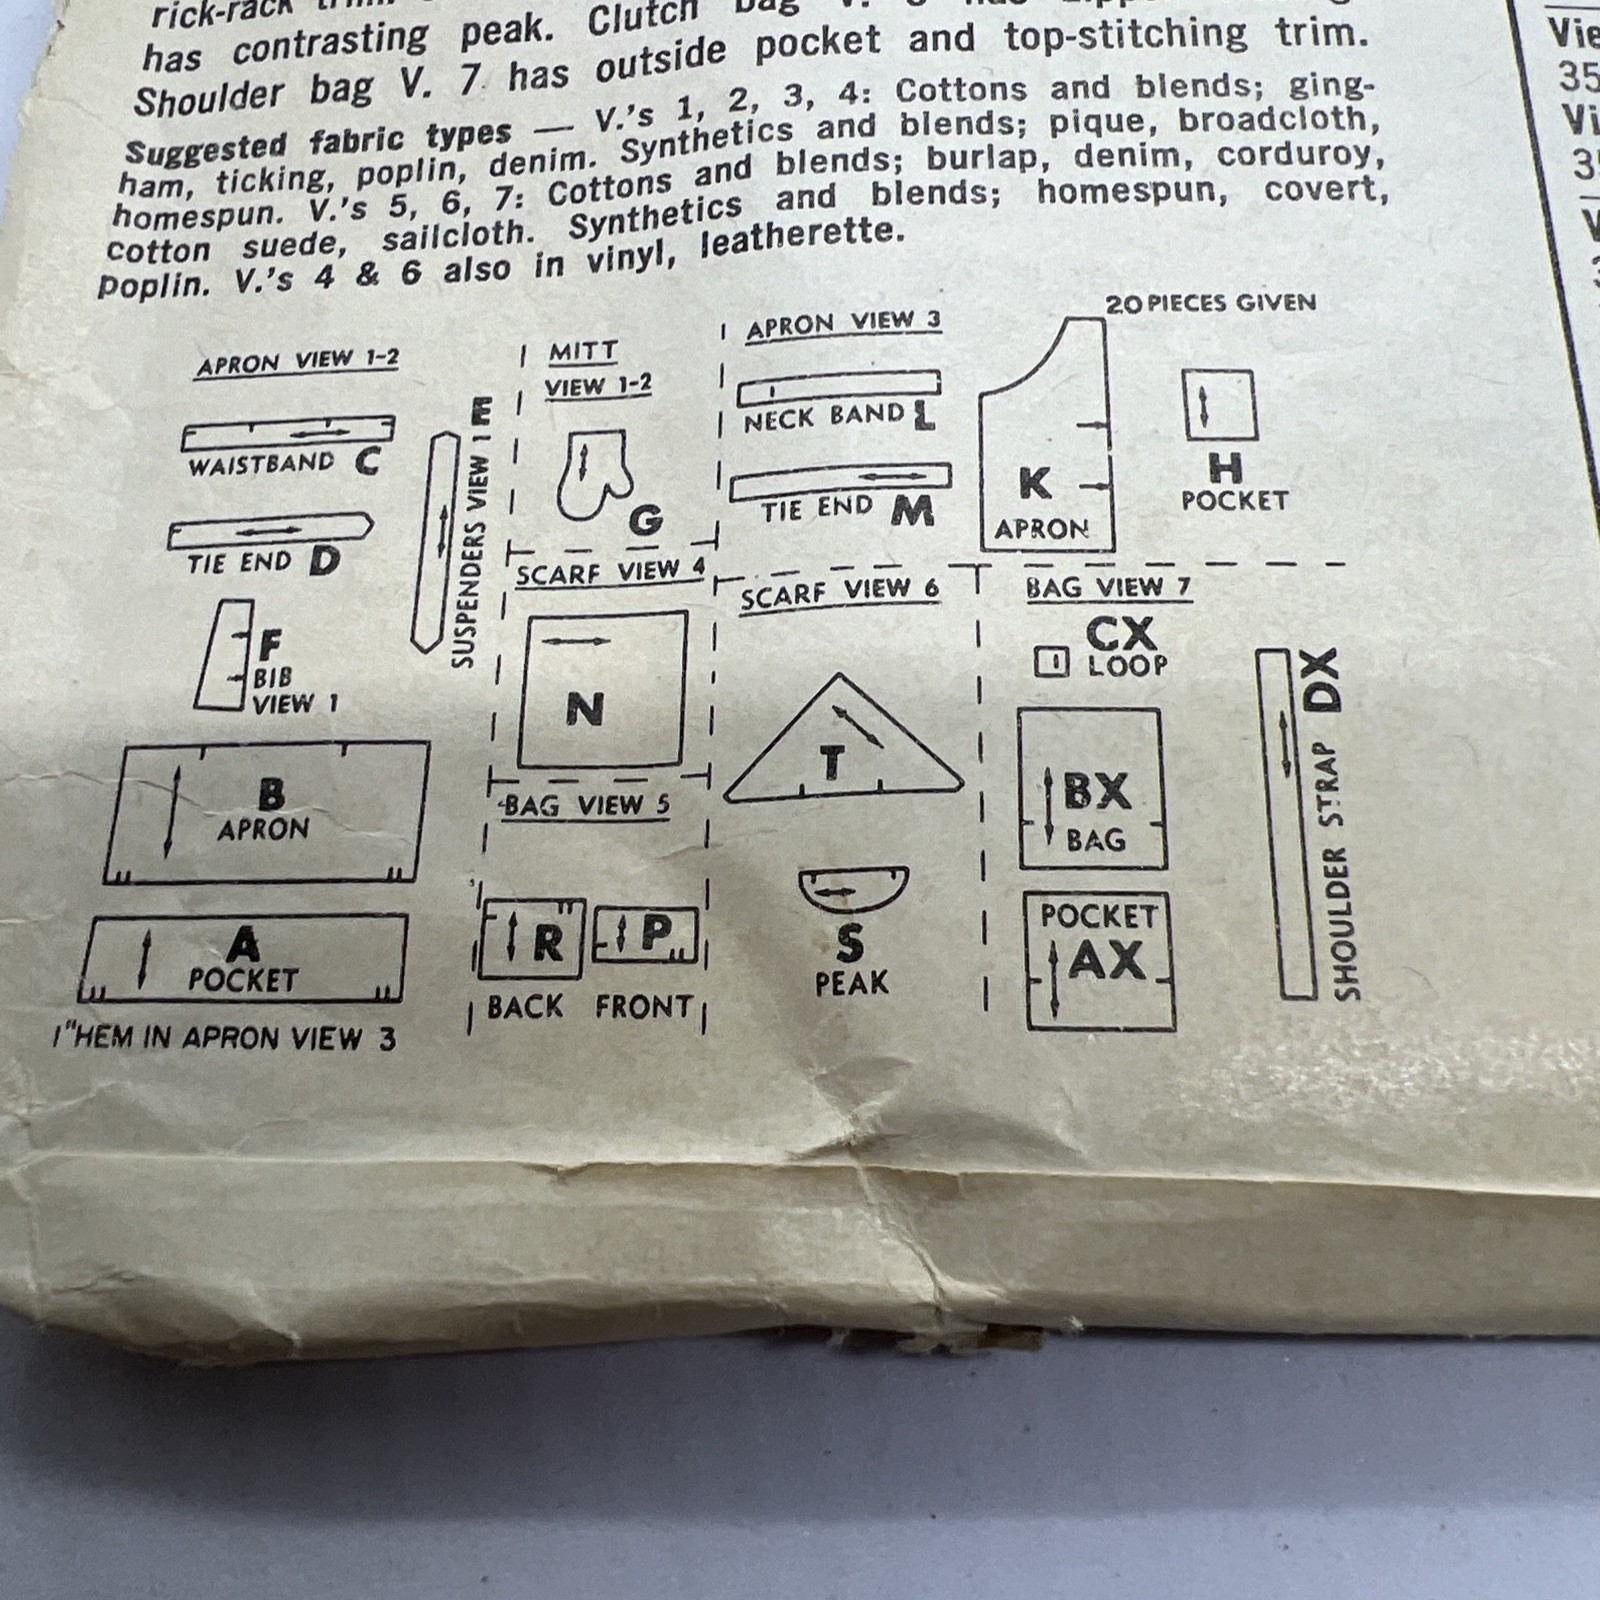 rick-rack
has contrasting peak. Clutch bag V.
Shoulder bag V. 7 has outside pocket and top-stitching trim.
Suggested fabric types — V.'s 1, 2, 3, 4: Cottons and blends; ging-
ham, ticking, poplin, denim. Synthetics and blends; pique, broadcloth,
homespun. V.'s 5, 6, 7: Cottons and blends; burlap, denim, corduroy,
cotton suede, sailcloth. Synthetics and blends; homespun, covert,
poplin. V.'s 4 & 6 also in vinyl, leatherette.
20 PIECES GIVEN
APRON VIEW 1-2
WAISTBAND C
TIE END D
SUSPENDERS VIEW 1 E
F
BIB
VIEW 1
B
APRON
A
POCKET
1"HEM IN APRON VIEW 3
MITT
VIEW 1-2
G
SCARF VIEW 4
N
BAG VIEW 5
R
P
BACK FRONT
APRON VIEW 3
NECK BAND L
TIE END M
K
APRON
H
POCKET
SCARF VIEW 6
T
S
PEAK
BAG VIEW 7
CX
LOOP
BX
BAG
POCKET
AX
SHOULDER STRAP DX
Vie
35
Vi